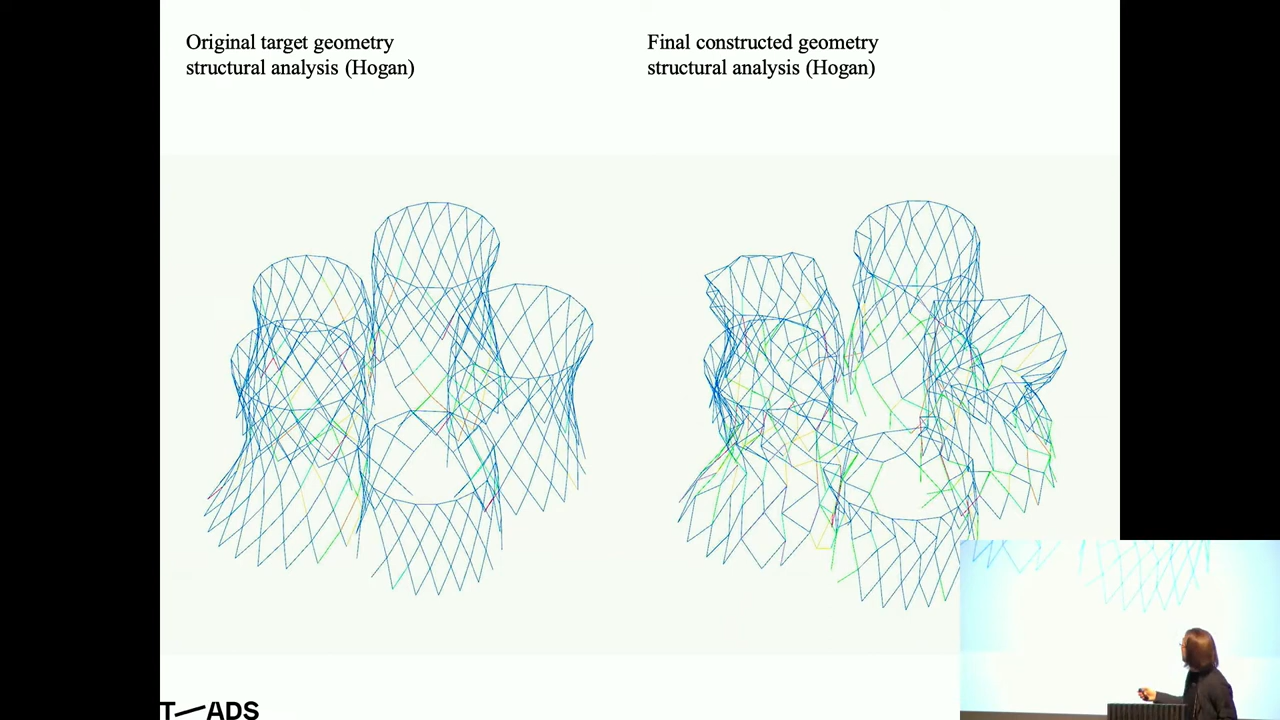 Original target geometry
structural analysis (Hogan)
Final constructed geometry
structural analysis (Hogan)
T—ADS